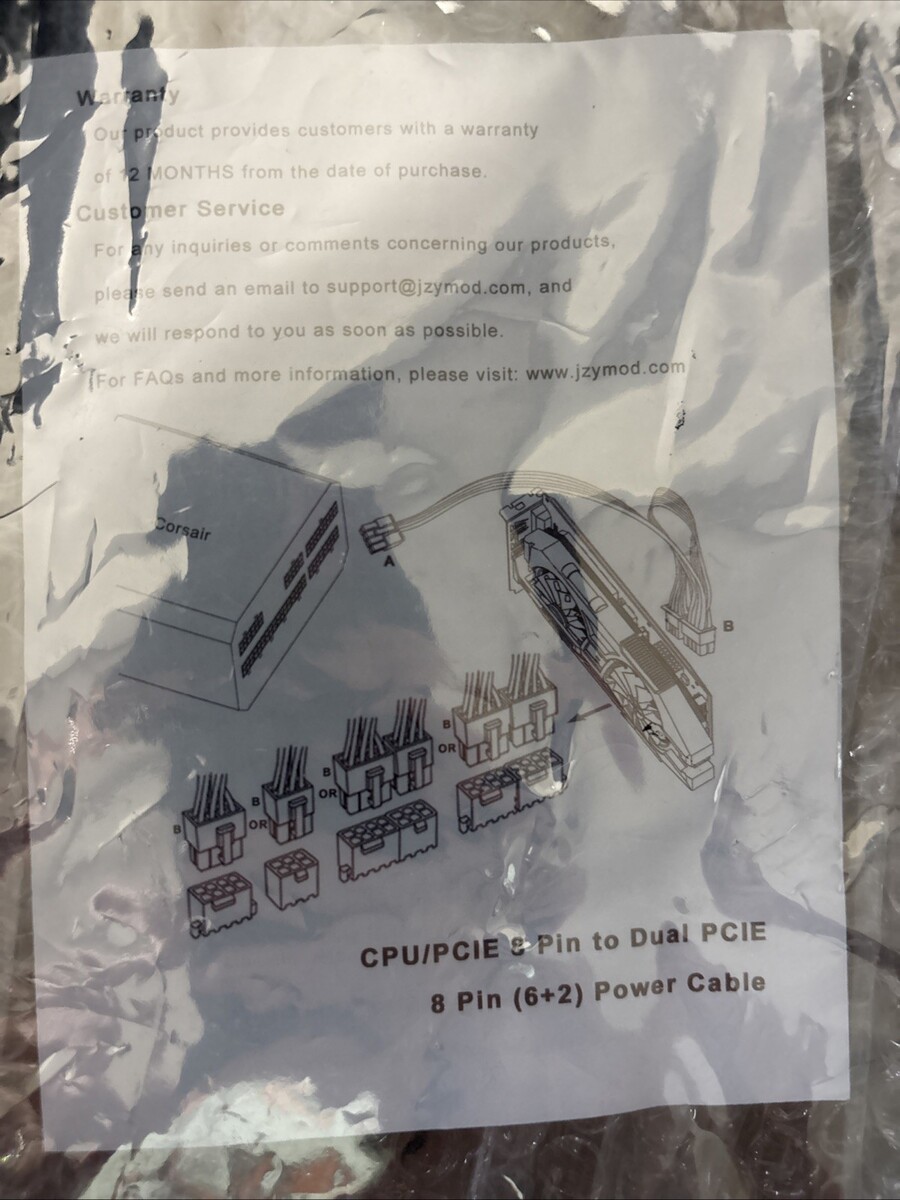 Warranty
Our product provides customers with a warranty
of 12 MONTHS from the date of purchase.
Customer Service
For any inquiries or comments concerning our products,
please send an email to support@jzymod.com, and
we will respond to you as soon as possible.
(For FAQs and more information, please visit: www.jzymod.com
Corsair
A
B
B
OR
B
OR
B
OR
B
CPU/PCIE 8 Pin to Dual PCIE
8 Pin (6+2) Power Cable